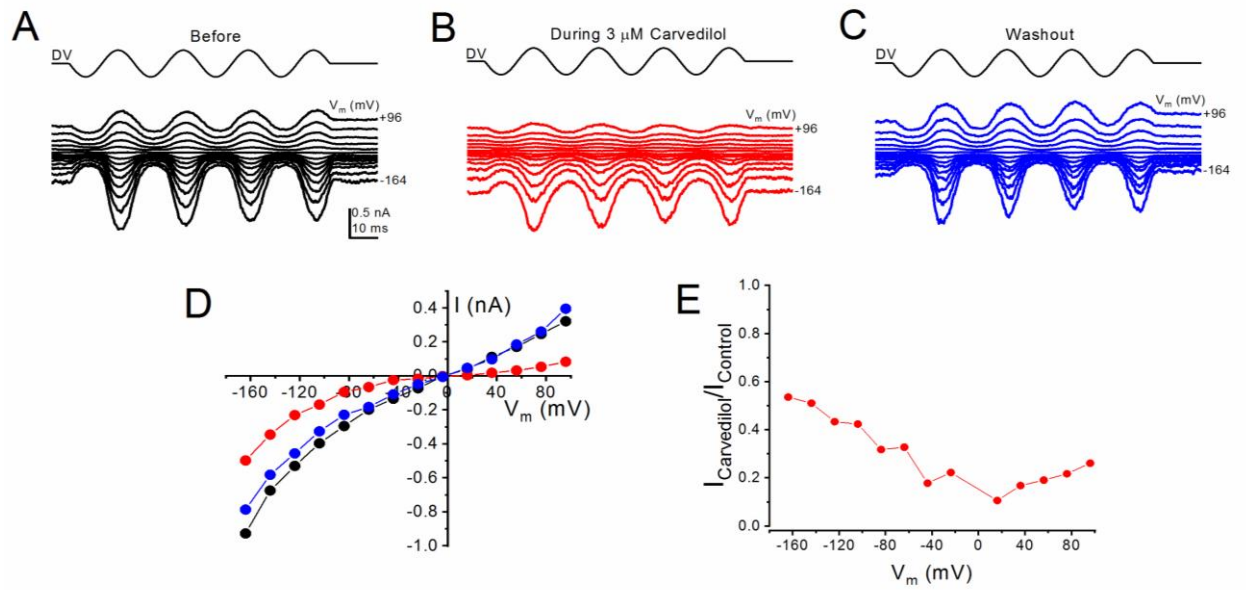 A
Before
DV
Vm (mV)
+96
-164
0.5 nA
10 ms
B
During 3 μM Carvedilol
DV
Vm (mV)
+96
-164
C
Washout
DV
Vm (mV)
+96
-164
D
I (nA)
0.4
0.2
0.0
-0.2
-0.4
-0.6
-0.8
-1.0
-160 -120 -80 0 40 80
Vm (mV)
E
ICarvedilol/IControl
1.0
0.8
0.6
0.4
0.2
0.0
-160 -120 -80 -40 0 40 80
Vm (mV)